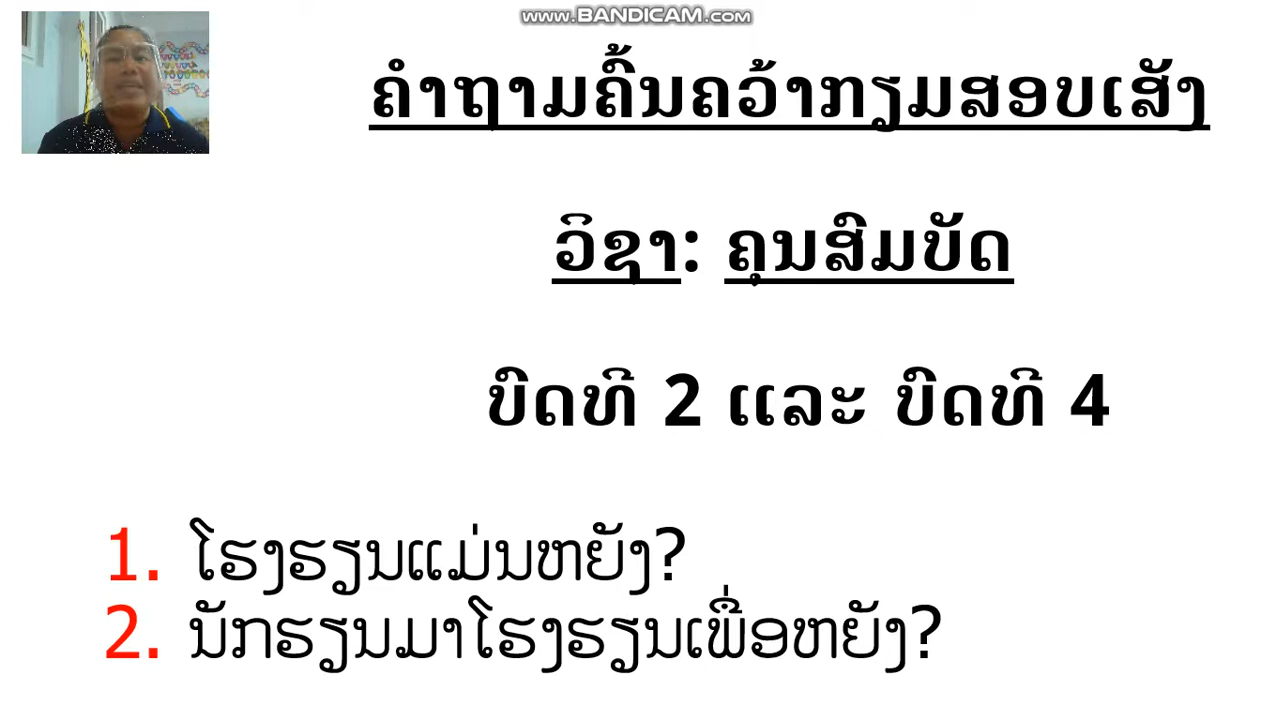 WWW.BANDICAM.COM
ຄຳຖາມຄົ້ນຄວ້າກຽມສອບເສັງ
ວິຊາ: ຄຸນສົມບັດ
ບົດທີ 2 ແລະ ບົດທີ 4
1. ໂຮງຮຽນແມ່ນຫຍັງ?
2. ນັກຮຽນມາໂຮງຮຽນເພື່ອຫຍັງ?